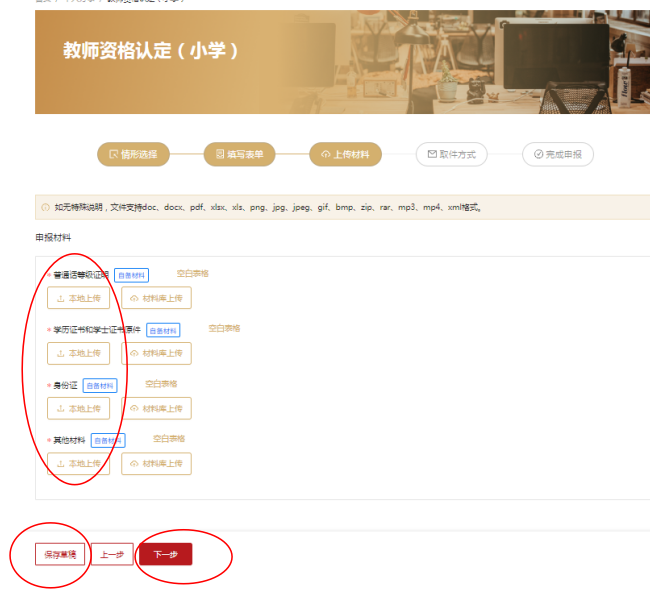 教师资格认定（小学）
情形选择 填写表单 上传材料 取件方式 完成申报
如无特殊说明，文件支持doc、docx、pdf、xlsx、xls、png、jpg、jpeg、gif、bmp、zip、rar、mp3、mp4、xml格式。
申报材料
* 普通话等级证明 自备材料 空白表格
本地上传 材料库上传
* 学历证书和学士证书原件 自备材料 空白表格
本地上传 材料库上传
* 身份证 自备材料 空白表格
本地上传 材料库上传
* 其他材料 自备材料 空白表格
本地上传 材料库上传
保存草稿 上一步 下一步